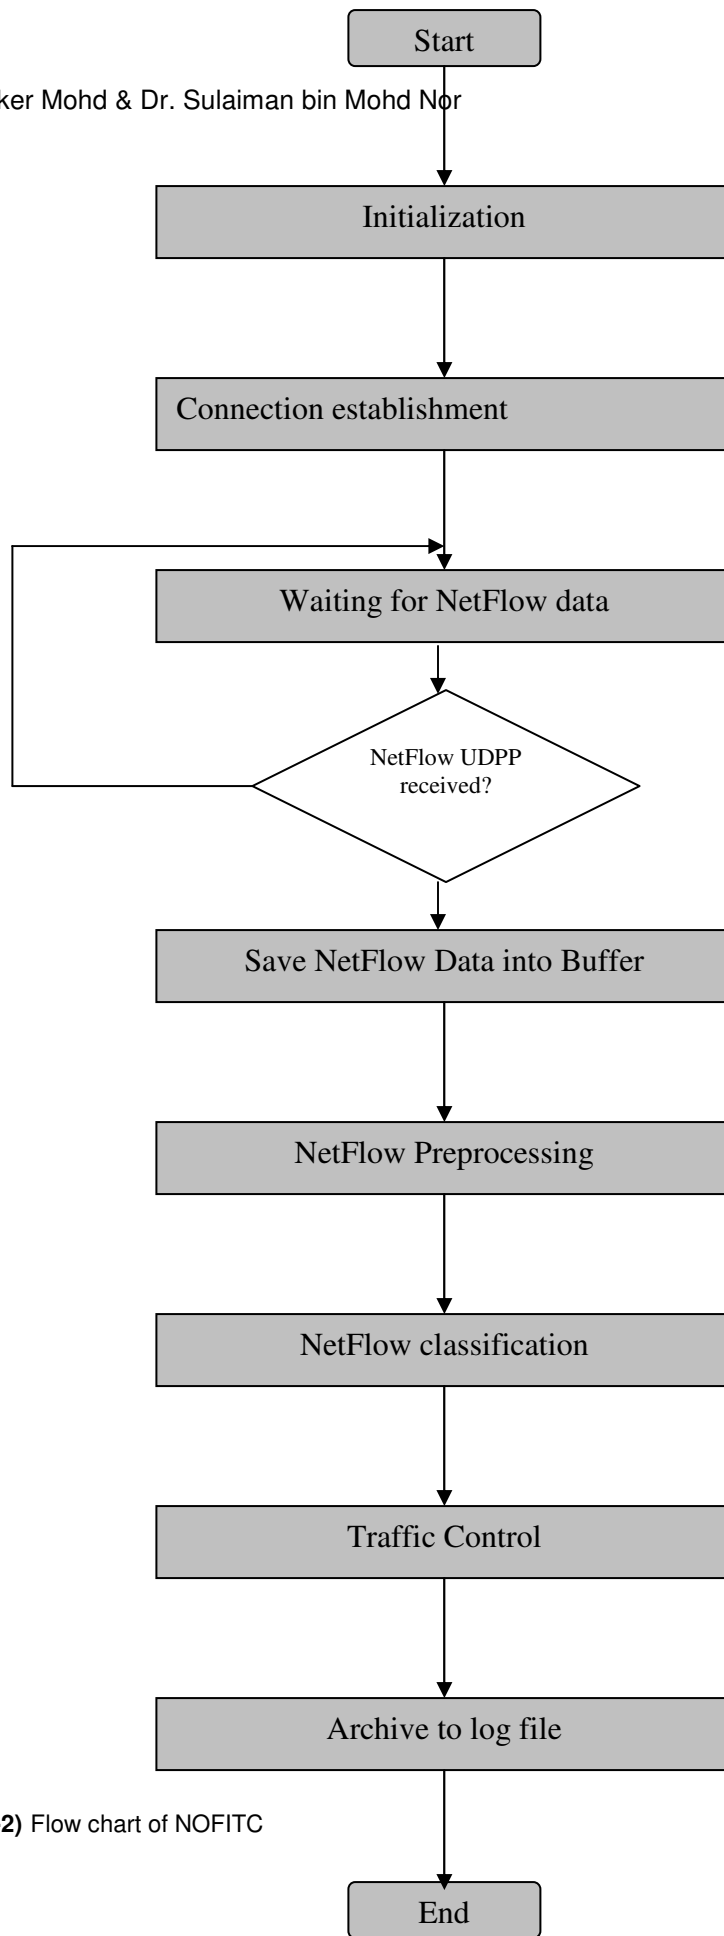 Start
ker Mohd & Dr. Sulaiman bin Mohd Nor
Initialization
Connection establishment
Waiting for NetFlow data
NetFlow UDPP
received?
Save NetFlow Data into Buffer
NetFlow Preprocessing
NetFlow classification
Traffic Control
Archive to log file
2) Flow chart of NOFITC
End